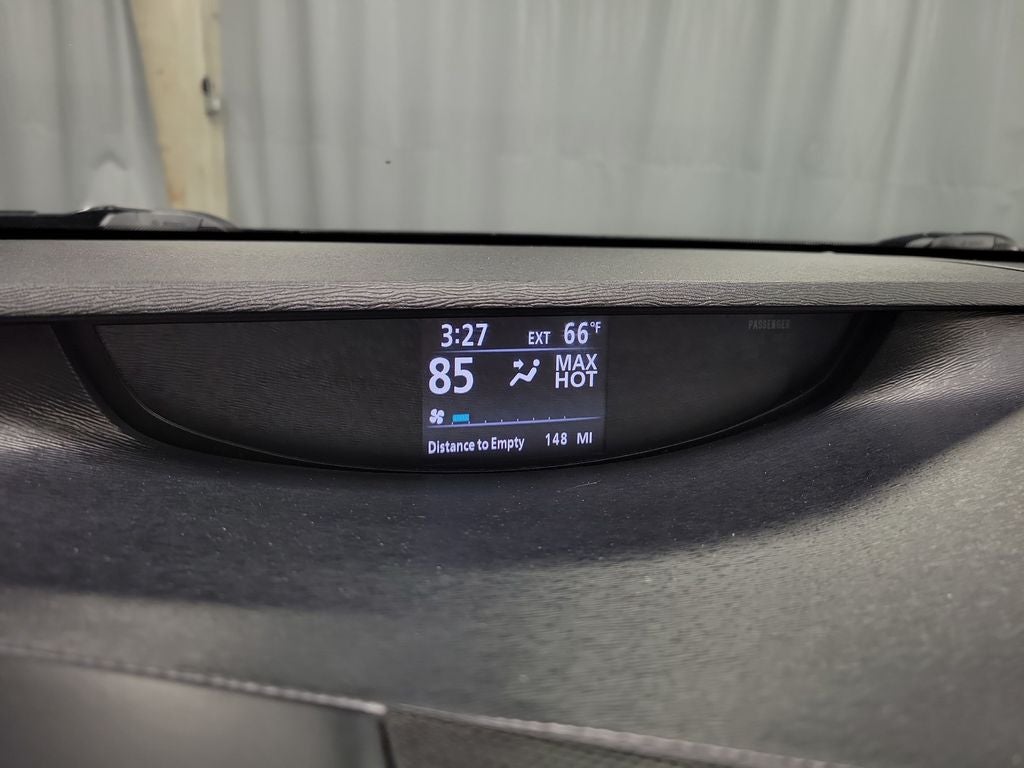 3:27 EXT 66°F
85 MAX HOT
Distance to Empty 148 MI
PASSENGER